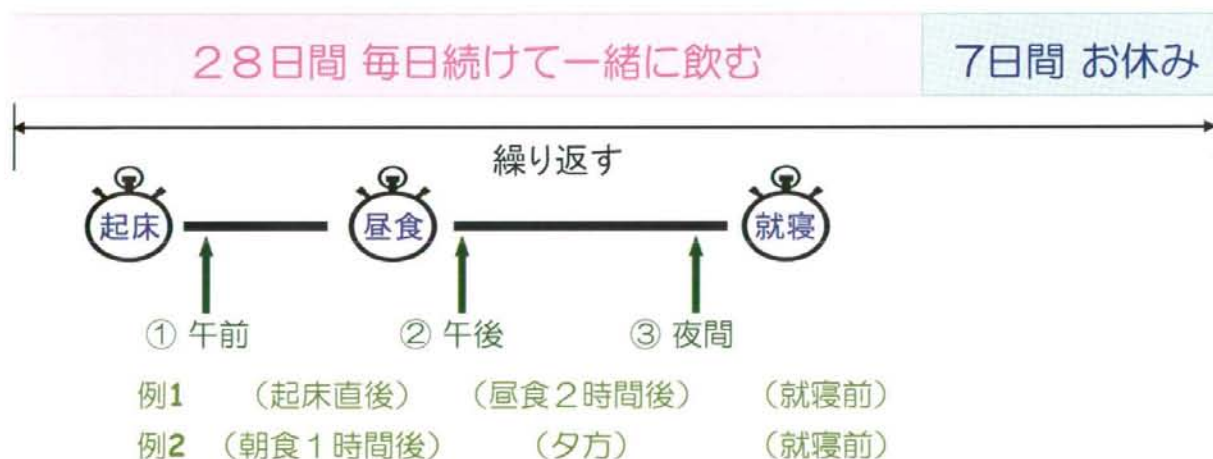 ２８日間 毎日続けて一緒に飲む　7日間 お休み
繰り返す
起床　昼食　就寝
① 午前　② 午後　③ 夜間
例1　（起床直後）　（昼食２時間後）　（就寝前）
例2　（朝食１時間後）　（夕方）　（就寝前）